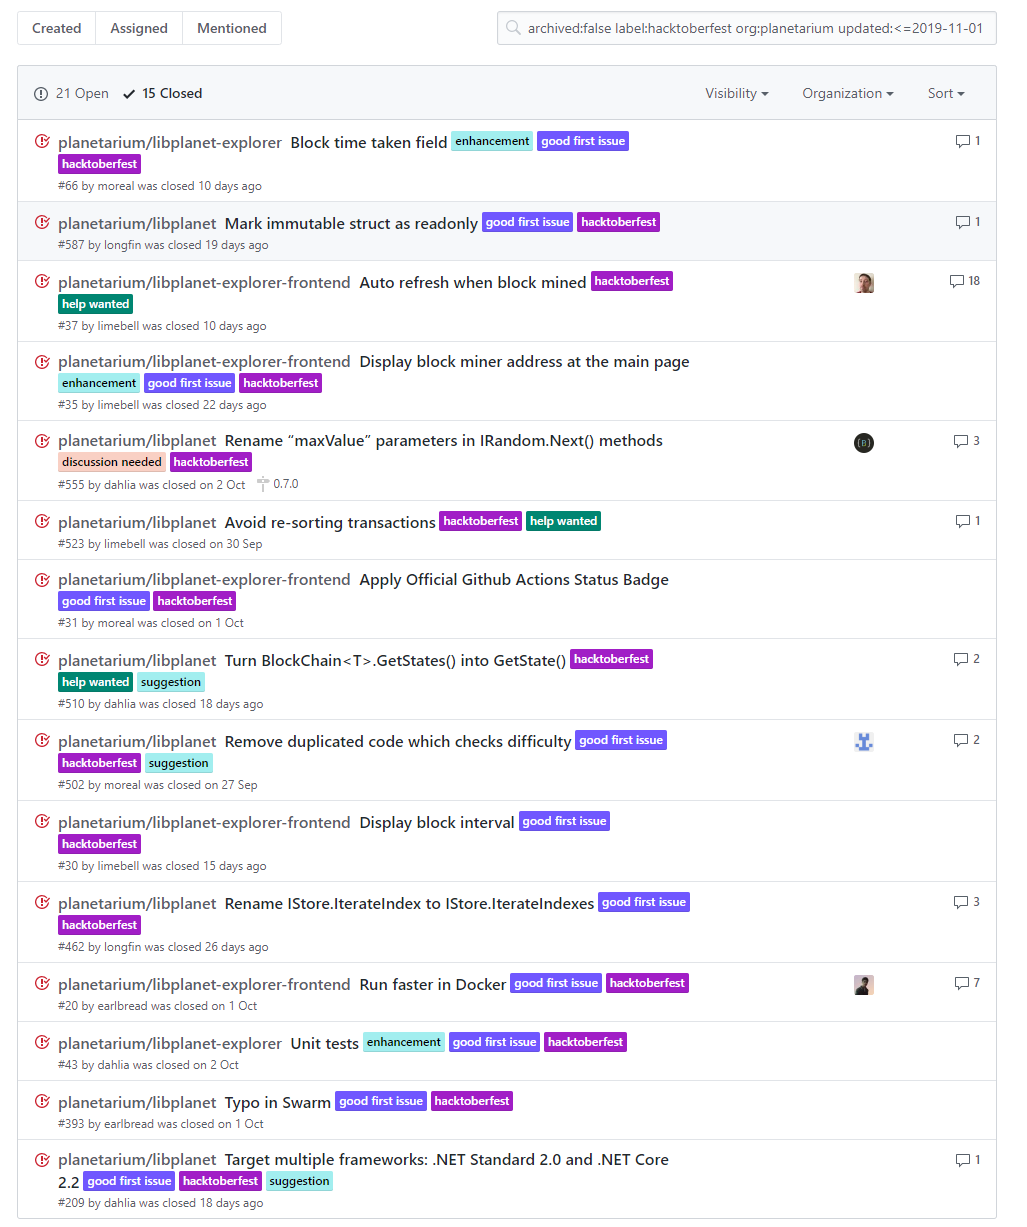 Created Assigned Mentioned archived:false label:hacktoberfest org:planetarium updated:<=2019-11-01
21 Open 15 Closed Visibility Organization Sort
planetarium/libplanet-explorer Block time taken field enhancement good first issue 1
hacktoberfest
#66 by moreal was closed 10 days ago
planetarium/libplanet Mark immutable struct as readonly good first issue hacktoberfest 1
#587 by longfin was closed 19 days ago
planetarium/libplanet-explorer-frontend Auto refresh when block mined hacktoberfest 18
help wanted
#37 by limebell was closed 10 days ago
planetarium/libplanet-explorer-frontend Display block miner address at the main page
enhancement good first issue hacktoberfest
#35 by limebell was closed 22 days ago
planetarium/libplanet Rename “maxValue” parameters in IRandom.Next() methods 3
discussion needed hacktoberfest
#555 by dahlia was closed on 2 Oct 0.7.0
planetarium/libplanet Avoid re-sorting transactions hacktoberfest help wanted 1
#523 by limebell was closed on 30 Sep
planetarium/libplanet-explorer-frontend Apply Official Github Actions Status Badge
good first issue hacktoberfest
#31 by moreal was closed on 1 Oct
planetarium/libplanet Turn BlockChain<T>.GetStates() into GetState() hacktoberfest 2
help wanted suggestion
#510 by dahlia was closed 18 days ago
planetarium/libplanet Remove duplicated code which checks difficulty good first issue 2
hacktoberfest suggestion
#502 by moreal was closed on 27 Sep
planetarium/libplanet-explorer-frontend Display block interval good first issue
hacktoberfest
#30 by limebell was closed 15 days ago
planetarium/libplanet Rename IStore.IterateIndex to IStore.IterateIndexes good first issue 3
hacktoberfest
#462 by longfin was closed 26 days ago
planetarium/libplanet-explorer-frontend Run faster in Docker good first issue hacktoberfest 7
#20 by earlbread was closed on 1 Oct
planetarium/libplanet-explorer Unit tests enhancement good first issue hacktoberfest
#43 by dahlia was closed on 2 Oct
planetarium/libplanet Typo in Swarm good first issue hacktoberfest
#393 by earlbread was closed on 1 Oct
planetarium/libplanet Target multiple frameworks: .NET Standard 2.0 and .NET Core 1
2.2 good first issue hacktoberfest suggestion
#209 by dahlia was closed 18 days ago